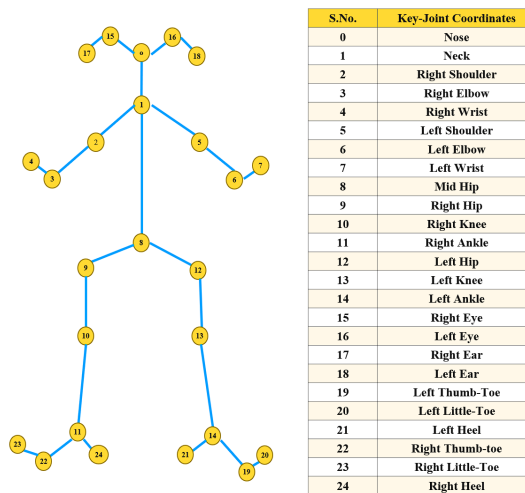 15
16
17
0
18
1
2
5
4
3
7
6
8
9
12
10
13
11
14
23
22
24
21
20
19
S.No. Key-Joint Coordinates
0 Nose
1 Neck
2 Right Shoulder
3 Right Elbow
4 Right Wrist
5 Left Shoulder
6 Left Elbow
7 Left Wrist
8 Mid Hip
9 Right Hip
10 Right Knee
11 Right Ankle
12 Left Hip
13 Left Knee
14 Left Ankle
15 Right Eye
16 Left Eye
17 Right Ear
18 Left Ear
19 Left Thumb-Toe
20 Left Little-Toe
21 Left Heel
22 Right Thumb-toe
23 Right Little-Toe
24 Right Heel